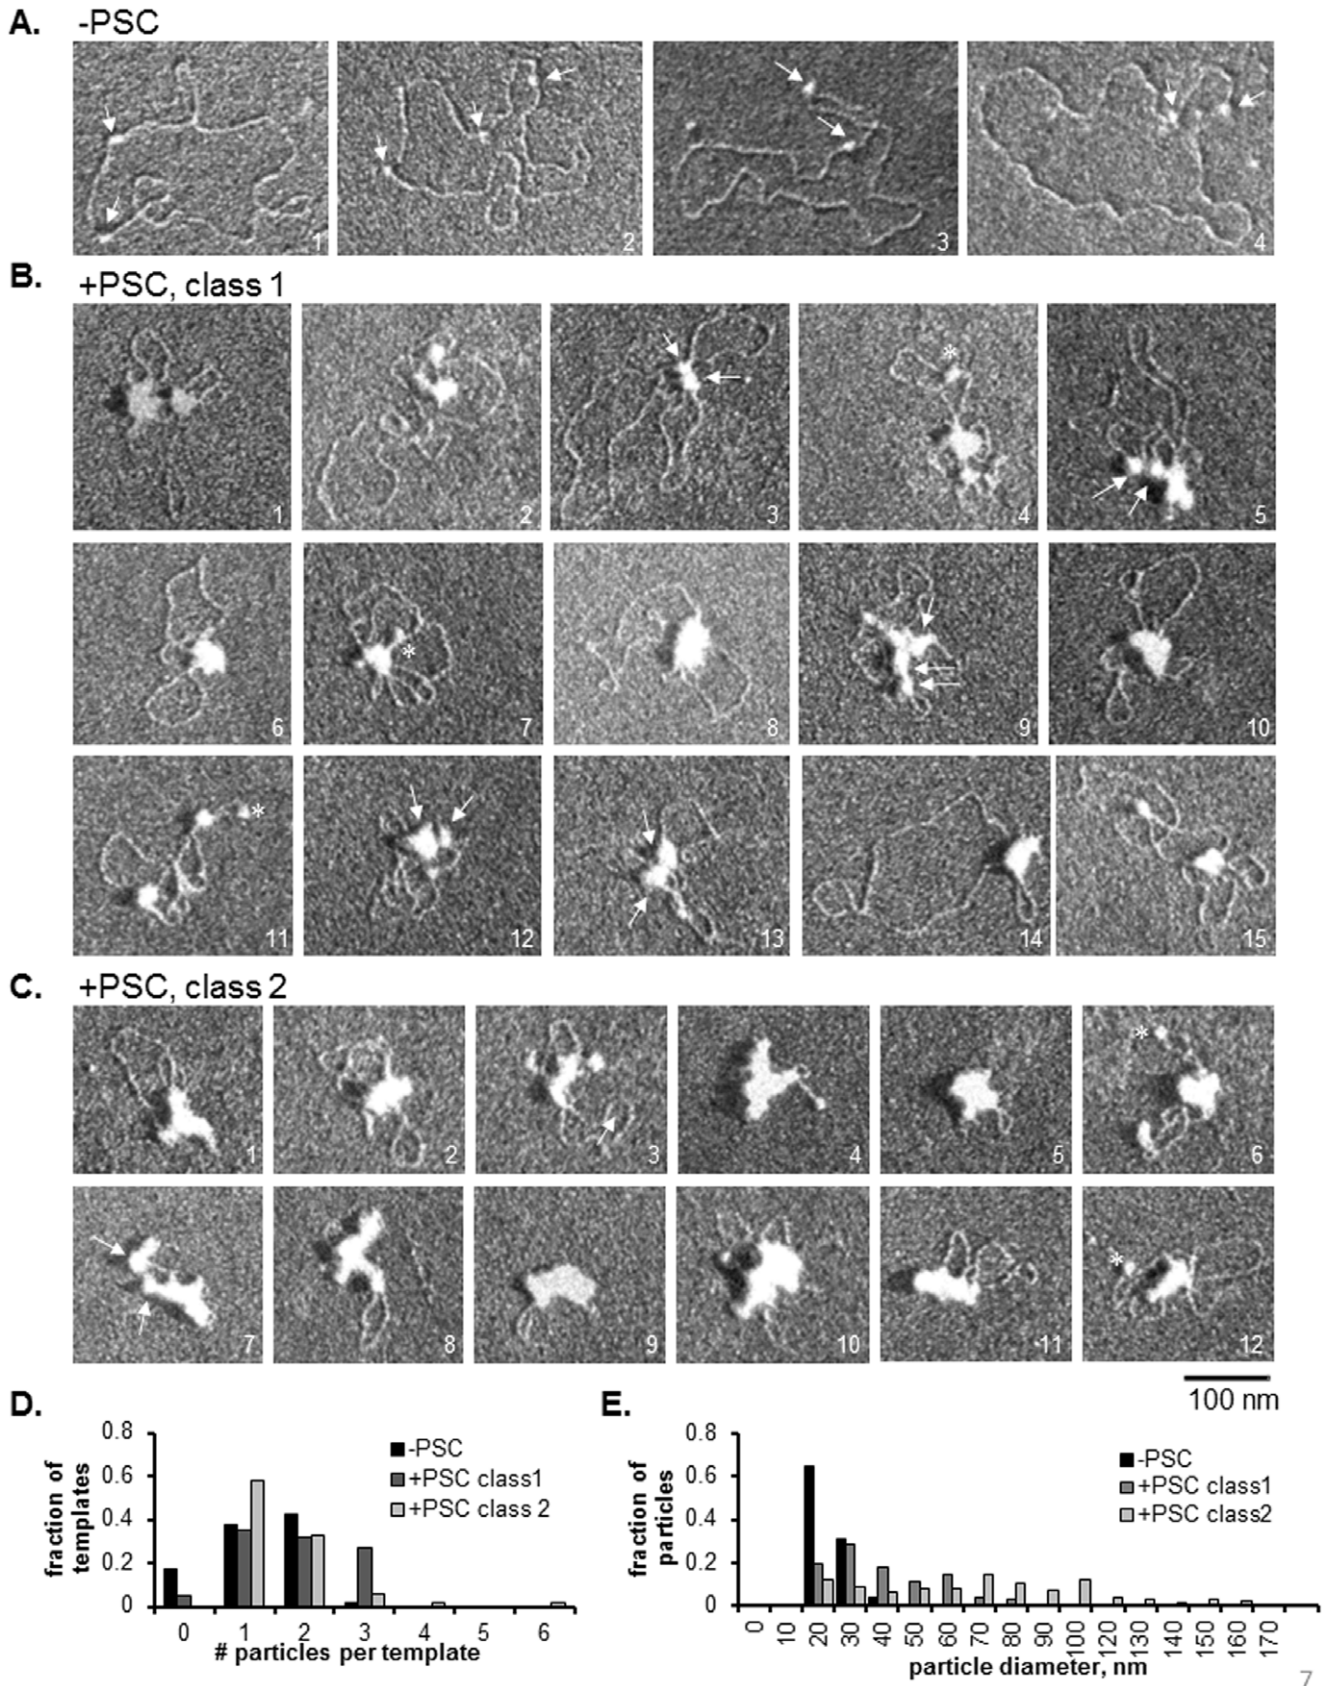 A.
-PSC
1
2
3
4
B.
+PSC, class 1
1
2
3
*
4
5
6
*
7
8
9
10
*
11
12
13
14
15
C.
+PSC, class 2
1
2
3
4
5
*
6
7
8
9
10
11
*
12
100 nm
D.
0.8
0.6
0.4
0.2
0
fraction of
templates
-PSC
+PSC class1
+PSC class 2
0 1 2 3 4 5 6
# particles per template
E.
0.8
0.6
0.4
0.2
0
fraction of
particles
-PSC
+PSC class1
+PSC class2
0 10 20 30 40 50 60 70 80 90 100 120 130 140 150 160 170
particle diameter, nm
7